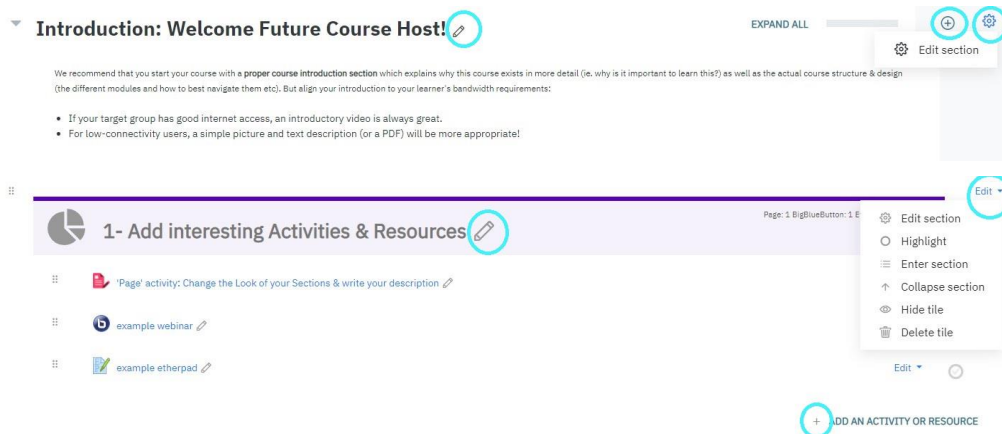 Introduction: Welcome Future Course Host!
EXPAND ALL
Edit section
We recommend that you start your course with a proper course introduction section which explains why this course exists in more detail (ie. why is it important to learn this?) as well as the actual course structure & design
(the different modules and how to best navigate them etc). But align your introduction to your learner's bandwidth requirements:
• If your target group has good internet access, an introductory video is always great.
• For low-connectivity users, a simple picture and text description (or a PDF) will be more appropriate!
Edit
Page: 1 BigBlueButton: 1
1- Add interesting Activities & Resources
Edit section
Highlight
Enter section
Collapse section
Hide tile
Delete tile
'Page' activity: Change the Look of your Sections & write your description
example webinar
example etherpad
Edit
+ ADD AN ACTIVITY OR RESOURCE